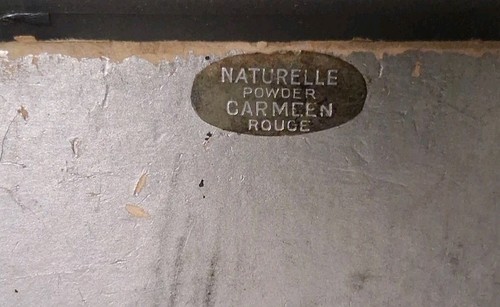 NATURELLE
POWDER
CARMEEN
ROUGE